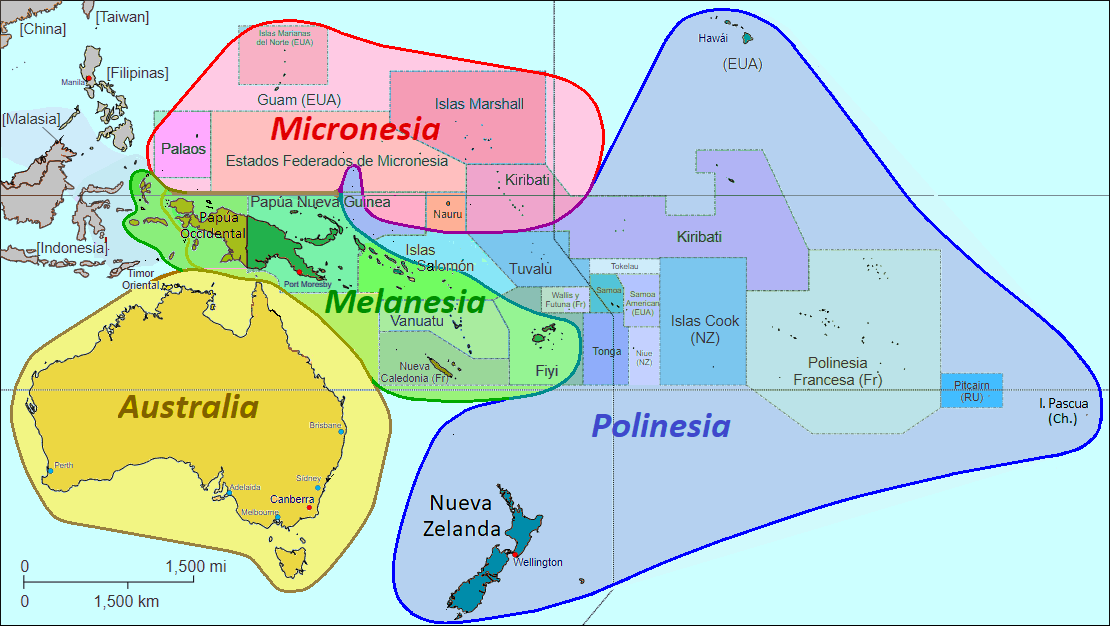 [China]
[Taiwan]
[Filipinas]
Manila
[Malasia]
[Indonesia]
Islas Marianas
del Norte (EUA)
Guam (EUA)
Micronesia
Islas Marshall
Palaos
Estados Federados de Micronesia
Kiribati
Nauru
Hawái
(EUA)
Papúa Nueva Guinea
Papúa
Occidental
Port Moresby
Timor
Oriental
Islas
Salomón
Melanesia
Vanuatu
Nueva
Caledonia (Fr)
Fiyi
Tuvalu
Kiribati
Tokelau
Wallis y
Futuna (Fr)
Samoa
Samoa
American
(EUA)
Tonga
Niue
(NZ)
Islas Cook
(NZ)
Polinesia
Francesa (Fr)
Pitcairn
(RU)
I. Pascua
(Ch.)
Polinesia
Australia
Brisbane
Perth
Adelaida
Sídney
Canberra
Melbourne
Nueva
Zelanda
Wellington
0
1,500 mi
0
1,500 km